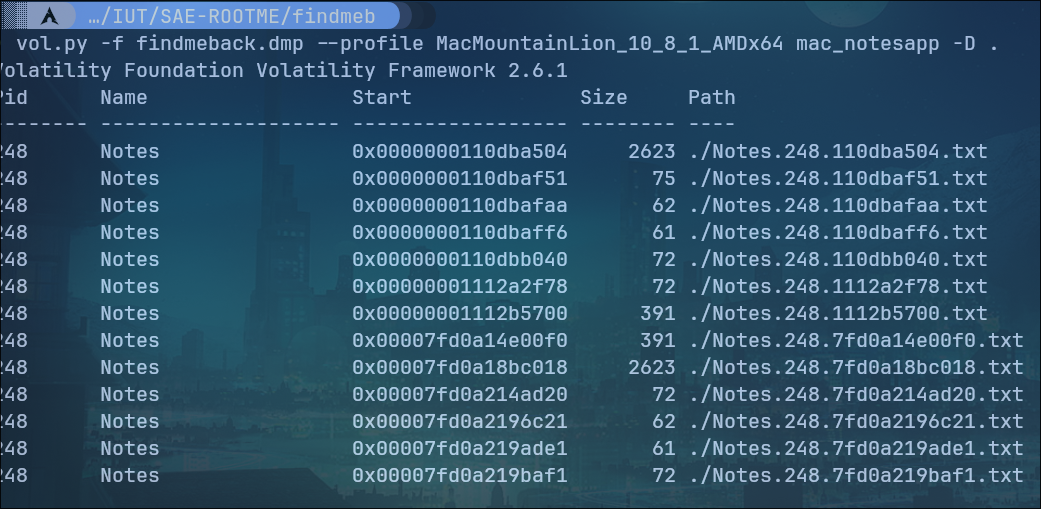 …/IUT/SAE-ROOTME/findmeb
vol.py -f findmeback.dmp --profile MacMountainLion_10_8_1_AMDx64 mac_notesapp -D .
Volatility Foundation Volatility Framework 2.6.1
Pid Name Start Size Path
-------- -------------------- ------------------ -------- ----
248 Notes 0x0000000110dba504 2623 ./Notes.248.110dba504.txt
248 Notes 0x0000000110dbaf51 75 ./Notes.248.110dbaf51.txt
248 Notes 0x0000000110dbafaa 62 ./Notes.248.110dbafaa.txt
248 Notes 0x0000000110dbaff6 61 ./Notes.248.110dbaff6.txt
248 Notes 0x0000000110dbb040 72 ./Notes.248.110dbb040.txt
248 Notes 0x00000001112a2f78 72 ./Notes.248.1112a2f78.txt
248 Notes 0x00000001112b5700 391 ./Notes.248.1112b5700.txt
248 Notes 0x00007fd0a14e00f0 391 ./Notes.248.7fd0a14e00f0.txt
248 Notes 0x00007fd0a18bc018 2623 ./Notes.248.7fd0a18bc018.txt
248 Notes 0x00007fd0a214ad20 72 ./Notes.248.7fd0a214ad20.txt
248 Notes 0x00007fd0a2196c21 62 ./Notes.248.7fd0a2196c21.txt
248 Notes 0x00007fd0a219ade1 61 ./Notes.248.7fd0a219ade1.txt
248 Notes 0x00007fd0a219baf1 72 ./Notes.248.7fd0a219baf1.txt